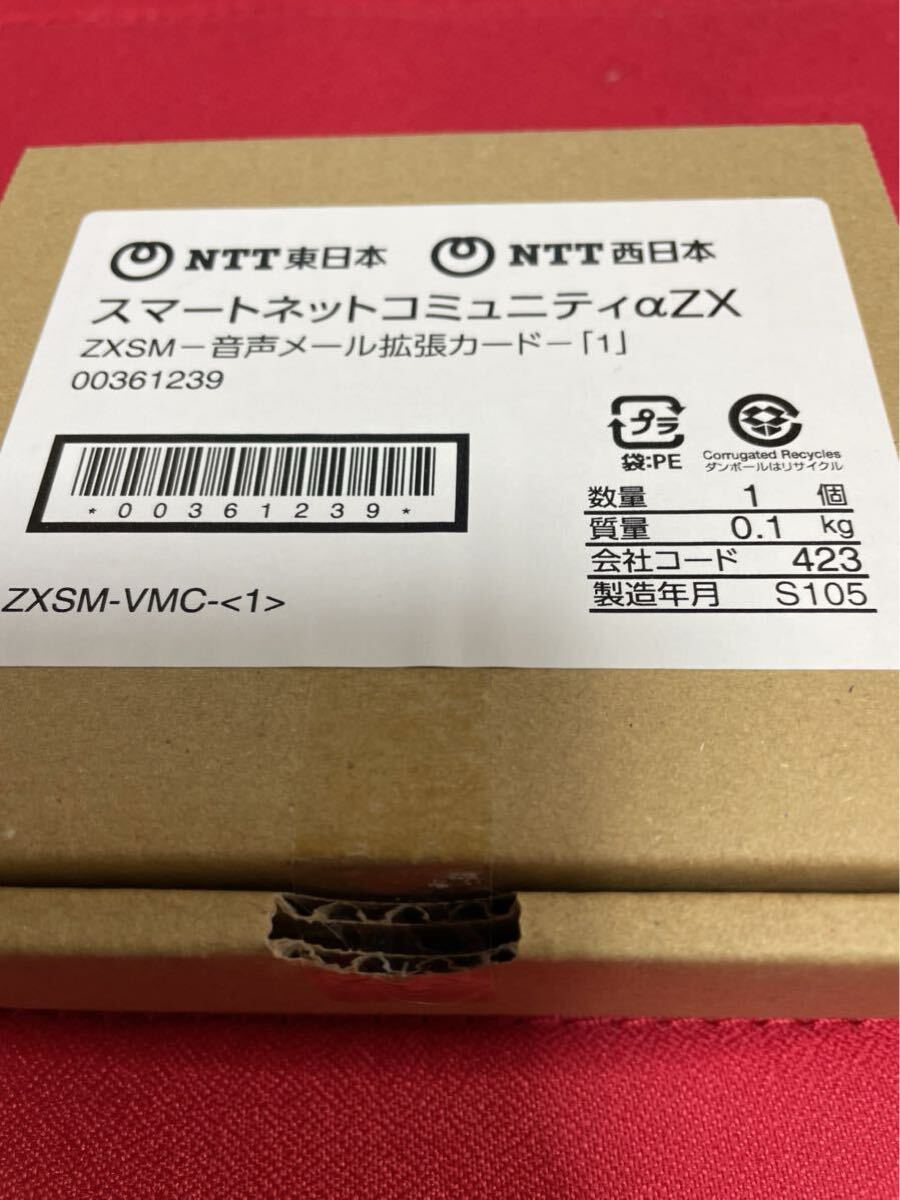 NTT東日本 NTT西日本
スマートネットコミュニティαZX
ZXSM-音声メール拡張カード-「1」
00361239
プラ
袋:PE
Corrugated Recycles
ダンボールはリサイクル
*00361239*
数量 1 個
質量 0.1 kg
会社コード 423
製造年月 S105
ZXSM-VMC-<1>